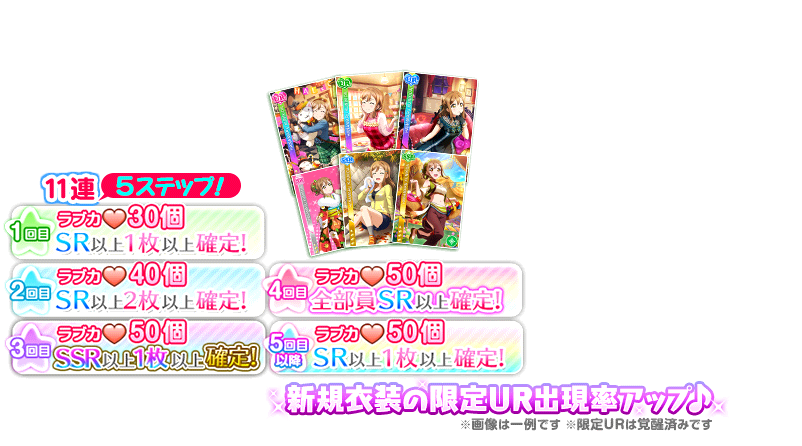 11連 5ステップ!
1回目 ラブカ♥30個
SR以上1枚以上確定!
2回目 ラブカ♥40個
SR以上2枚以上確定!
3回目 ラブカ♥50個
SSR以上1枚以上確定!
4回目 ラブカ♥50個
全部員SR以上確定!
5回目以降 ラブカ♥50個
SR以上1枚以上確定!
新規衣装の限定UR出現率アップ♪
※画像は一例です ※限定URは覚醒済みです
UR
UR
UR
SSR
SSR